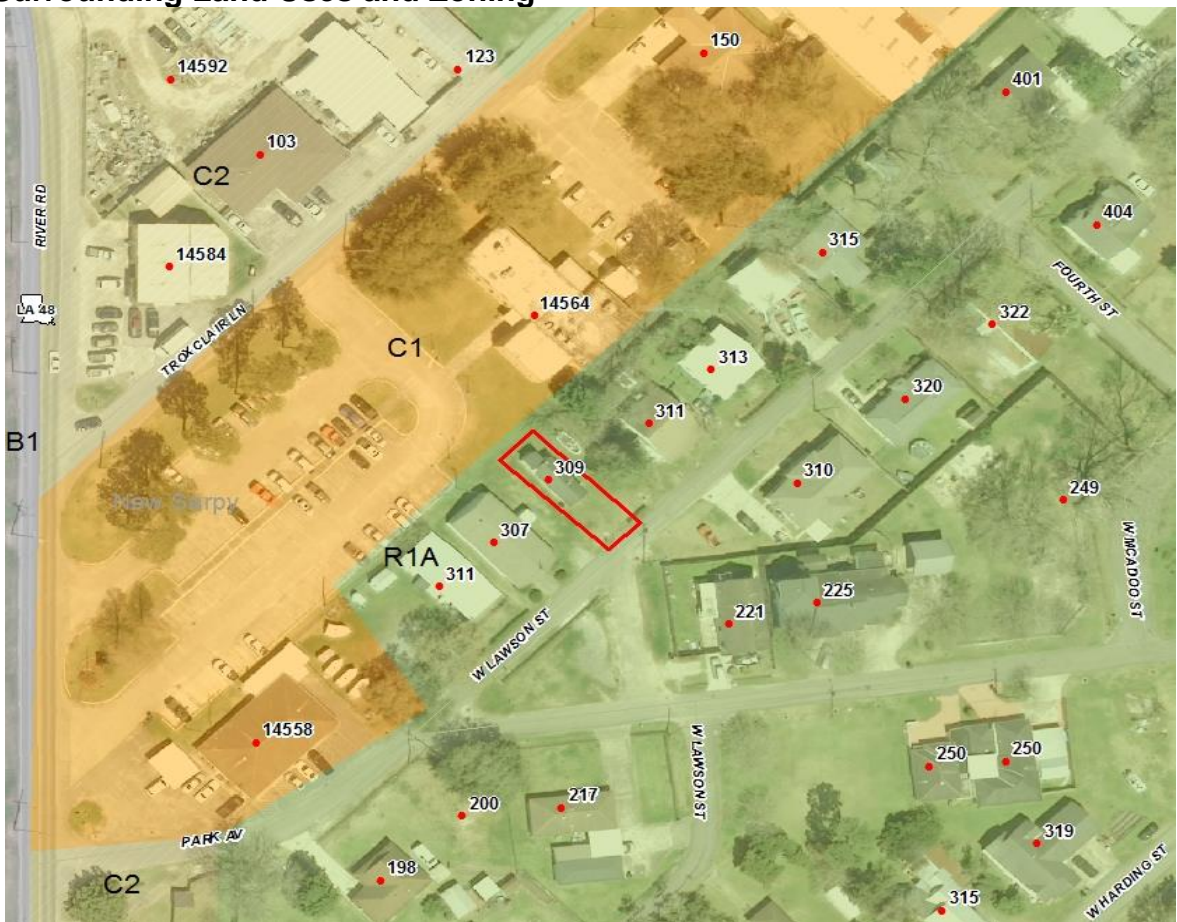 Surrounding Land Uses and Zoning
14592
123
150
401
103
C2
RIVER RD
404
14584
315
FOURTH ST
LA 48
14564
322
TROXCLAIR LN
C1
313
320
311
B1
309
310
249
New Sarpy
307
R1A
311
W MCADOO ST
225
221
W LAWSON ST
14558
250
250
W LAWSON ST
200
217
319
PARK AV
198
C2
315
W HARDING ST